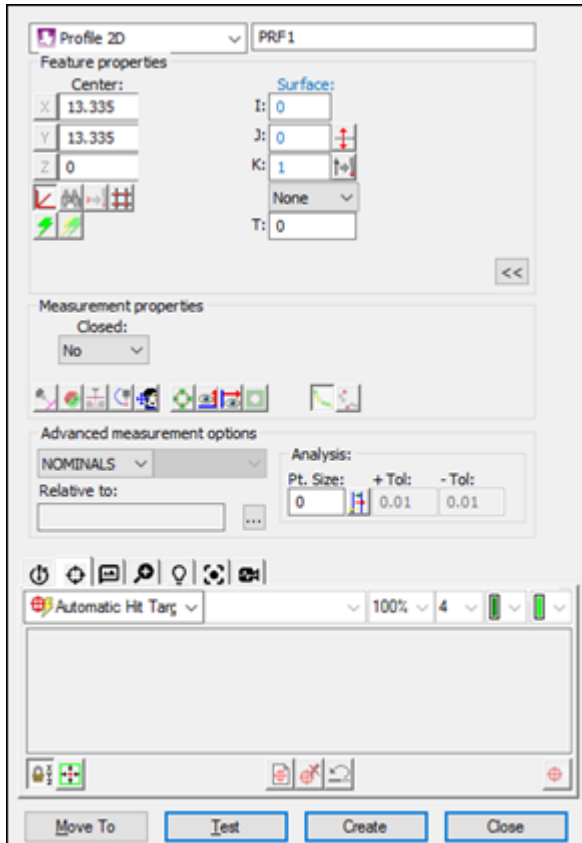 Profile 2D PRF1
Feature properties
Center: Surface:
X 13.335 I: 0
Y 13.335 J: 0
Z 0 K: 1
None
T: 0
<<
Measurement properties
Closed:
No
Advanced measurement options
NOMINALS Analysis:
Pt. Size: + Tol: - Tol:
Relative to: 0 0.01 0.01
...
Automatic Hit Targ 100% 4
Move To Test Create Close